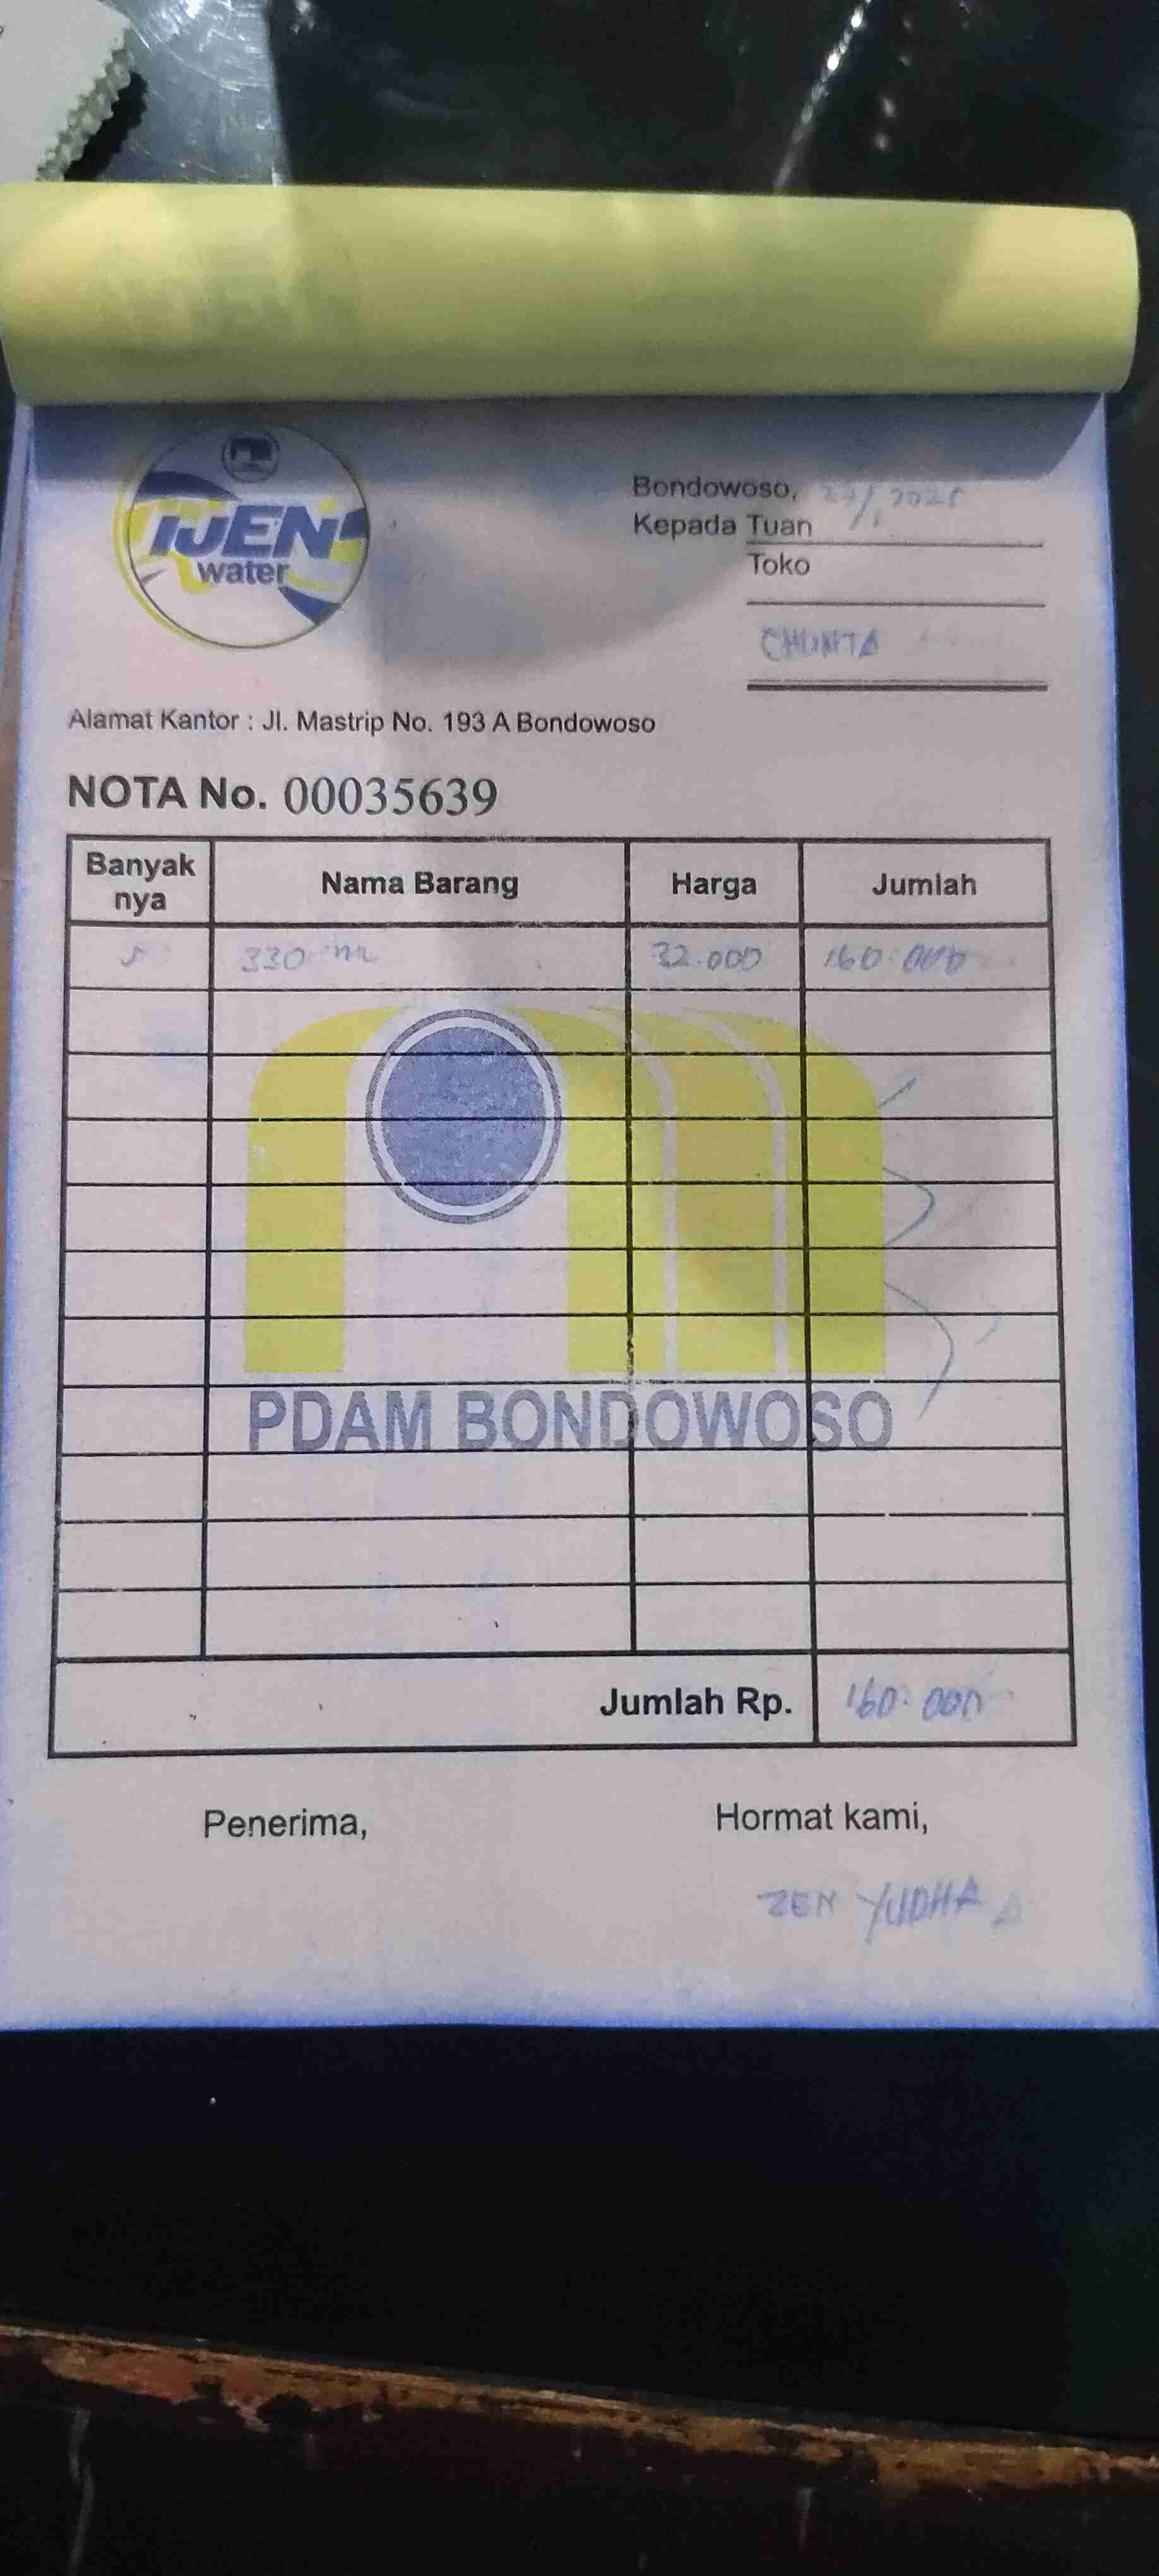 IJEN
water
Bondowoso, 27/1 2025
Kepada Tuan
Toko
CHUNTA
Alamat Kantor : Jl. Mastrip No. 193 A Bondowoso
NOTA No. 00035639
Banyak nya Nama Barang Harga Jumlah
5 330 ml 32.000 160.000
PDAM BONDOWOSO
Jumlah Rp. 160.000
Penerima, Hormat kami,
ZEN YUDHA